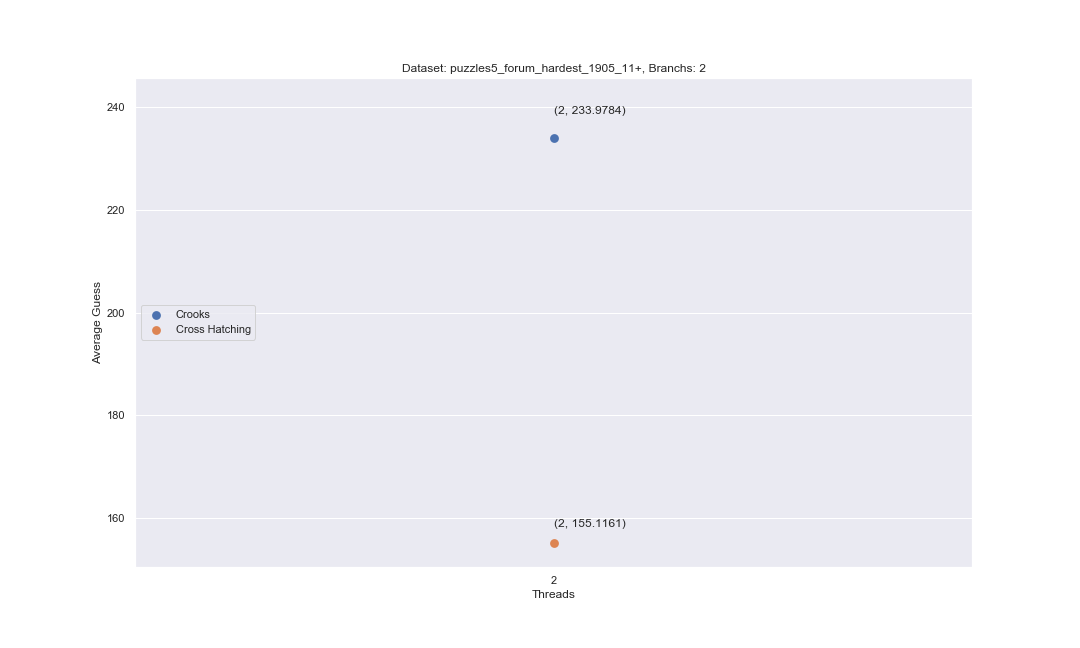 Dataset: puzzles5_forum_hardest_1905_11+, Branchs: 2
240
(2, 233.9784)
220
Crooks
200
Cross Hatching
Average Guess
180
160
(2, 155.1161)
2
Threads